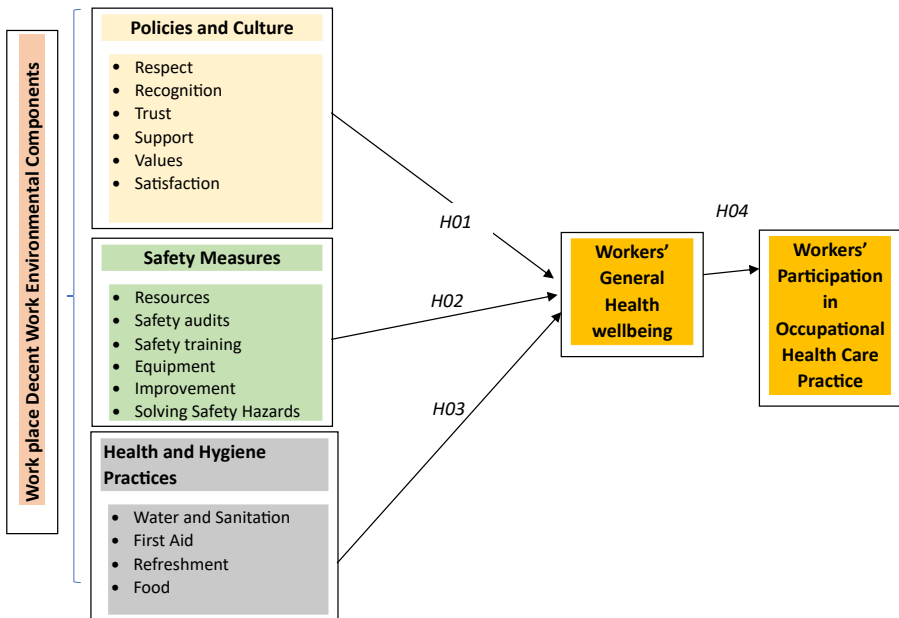 Work place Decent Work Environmental Components
Policies and Culture
• Respect
• Recognition
• Trust
• Support
• Values
• Satisfaction
Safety Measures
• Resources
• Safety audits
• Safety training
• Equipment
• Improvement
• Solving Safety Hazards
Health and Hygiene
Practices
• Water and Sanitation
• First Aid
• Refreshment
• Food
H01
H02
H03
Workers'
General
Health
wellbeing
H04
Workers'
Participation
in
Occupational
Health Care
Practice